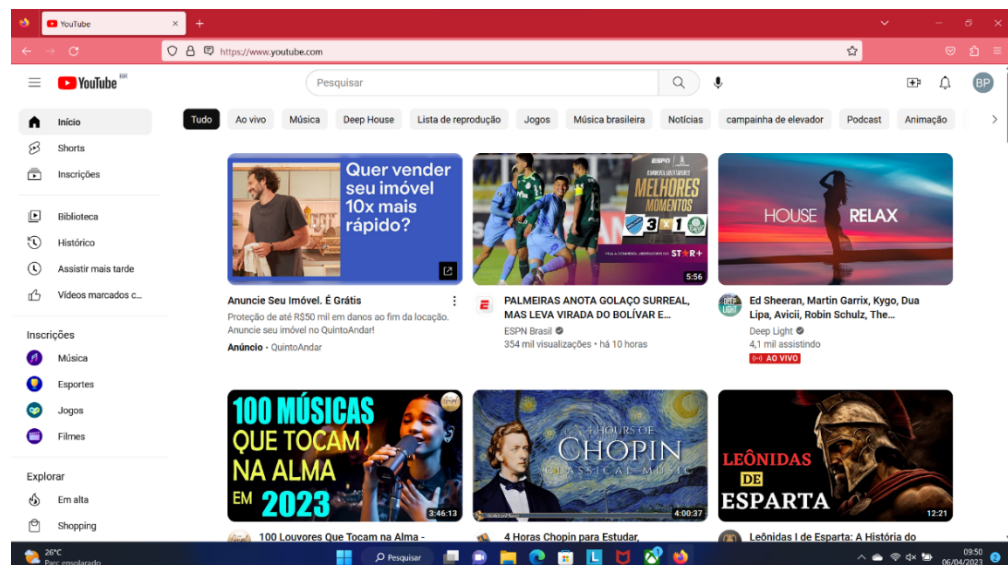 YouTube
https://www.youtube.com
YouTube BR
Pesquisar
BP
Início
Shorts
Inscrições
Biblioteca
Histórico
Assistir mais tarde
Vídeos marcados c...
Inscrições
Música
Esportes
Jogos
Filmes
Explorar
Em alta
Shopping
Tudo
Ao vivo
Música
Deep House
Lista de reprodução
Jogos
Música brasileira
Notícias
campainha de elevador
Podcast
Animação
Quer vender
seu imóvel
10x mais
rápido?
Anuncie Seu Imóvel. É Grátis
Proteção de até R$50 mil em danos ao fim da locação.
Anuncie seu imóvel no QuintoAndar!
Anúncio • QuintoAndar
ESPN
MELHORES
MOMENTOS
3 x 1
ST★R+
5:56
PALMEIRAS ANOTA GOLAÇO SURREAL,
MAS LEVA VIRADA DO BOLÍVAR E...
ESPN Brasil
354 mil visualizações • há 10 horas
HOUSE RELAX
DEEP
LIGHT
Ed Sheeran, Martin Garrix, Kygo, Dua
Lipa, Avicii, Robin Schulz, The...
Deep Light
4,1 mil assistindo
AO VIVO
100 MÚSICAS
QUE TOCAM
NA ALMA
EM 2023
3:46:13
100 Louvores Que Tocam na Alma -
4 HOURS OF
CHOPIN
CLASSICAL MUSIC
4:00:37
4 Horas Chopin para Estudar,
LEÔNIDAS
DE
ESPARTA
12:21
Leônidas I de Esparta: A História do
26°C
Parc ensolarado
Pesquisar
L
09:50
06/04/2023